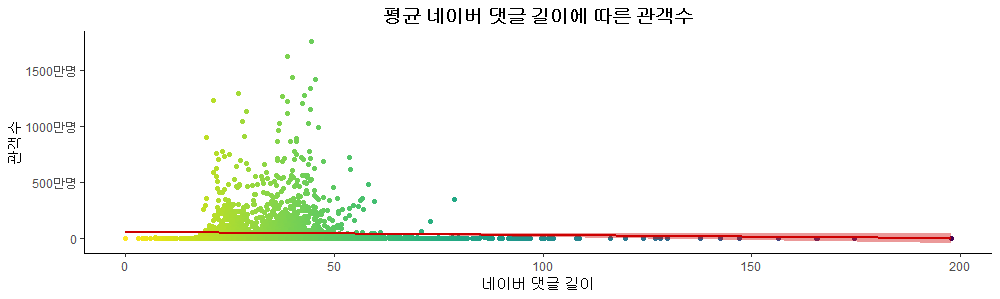 평균 네이버 댓글 길이에 따른 관객수
1500만명
1000만명
500만명
0
관객수
0 50 100 150 200
네이버 댓글 길이